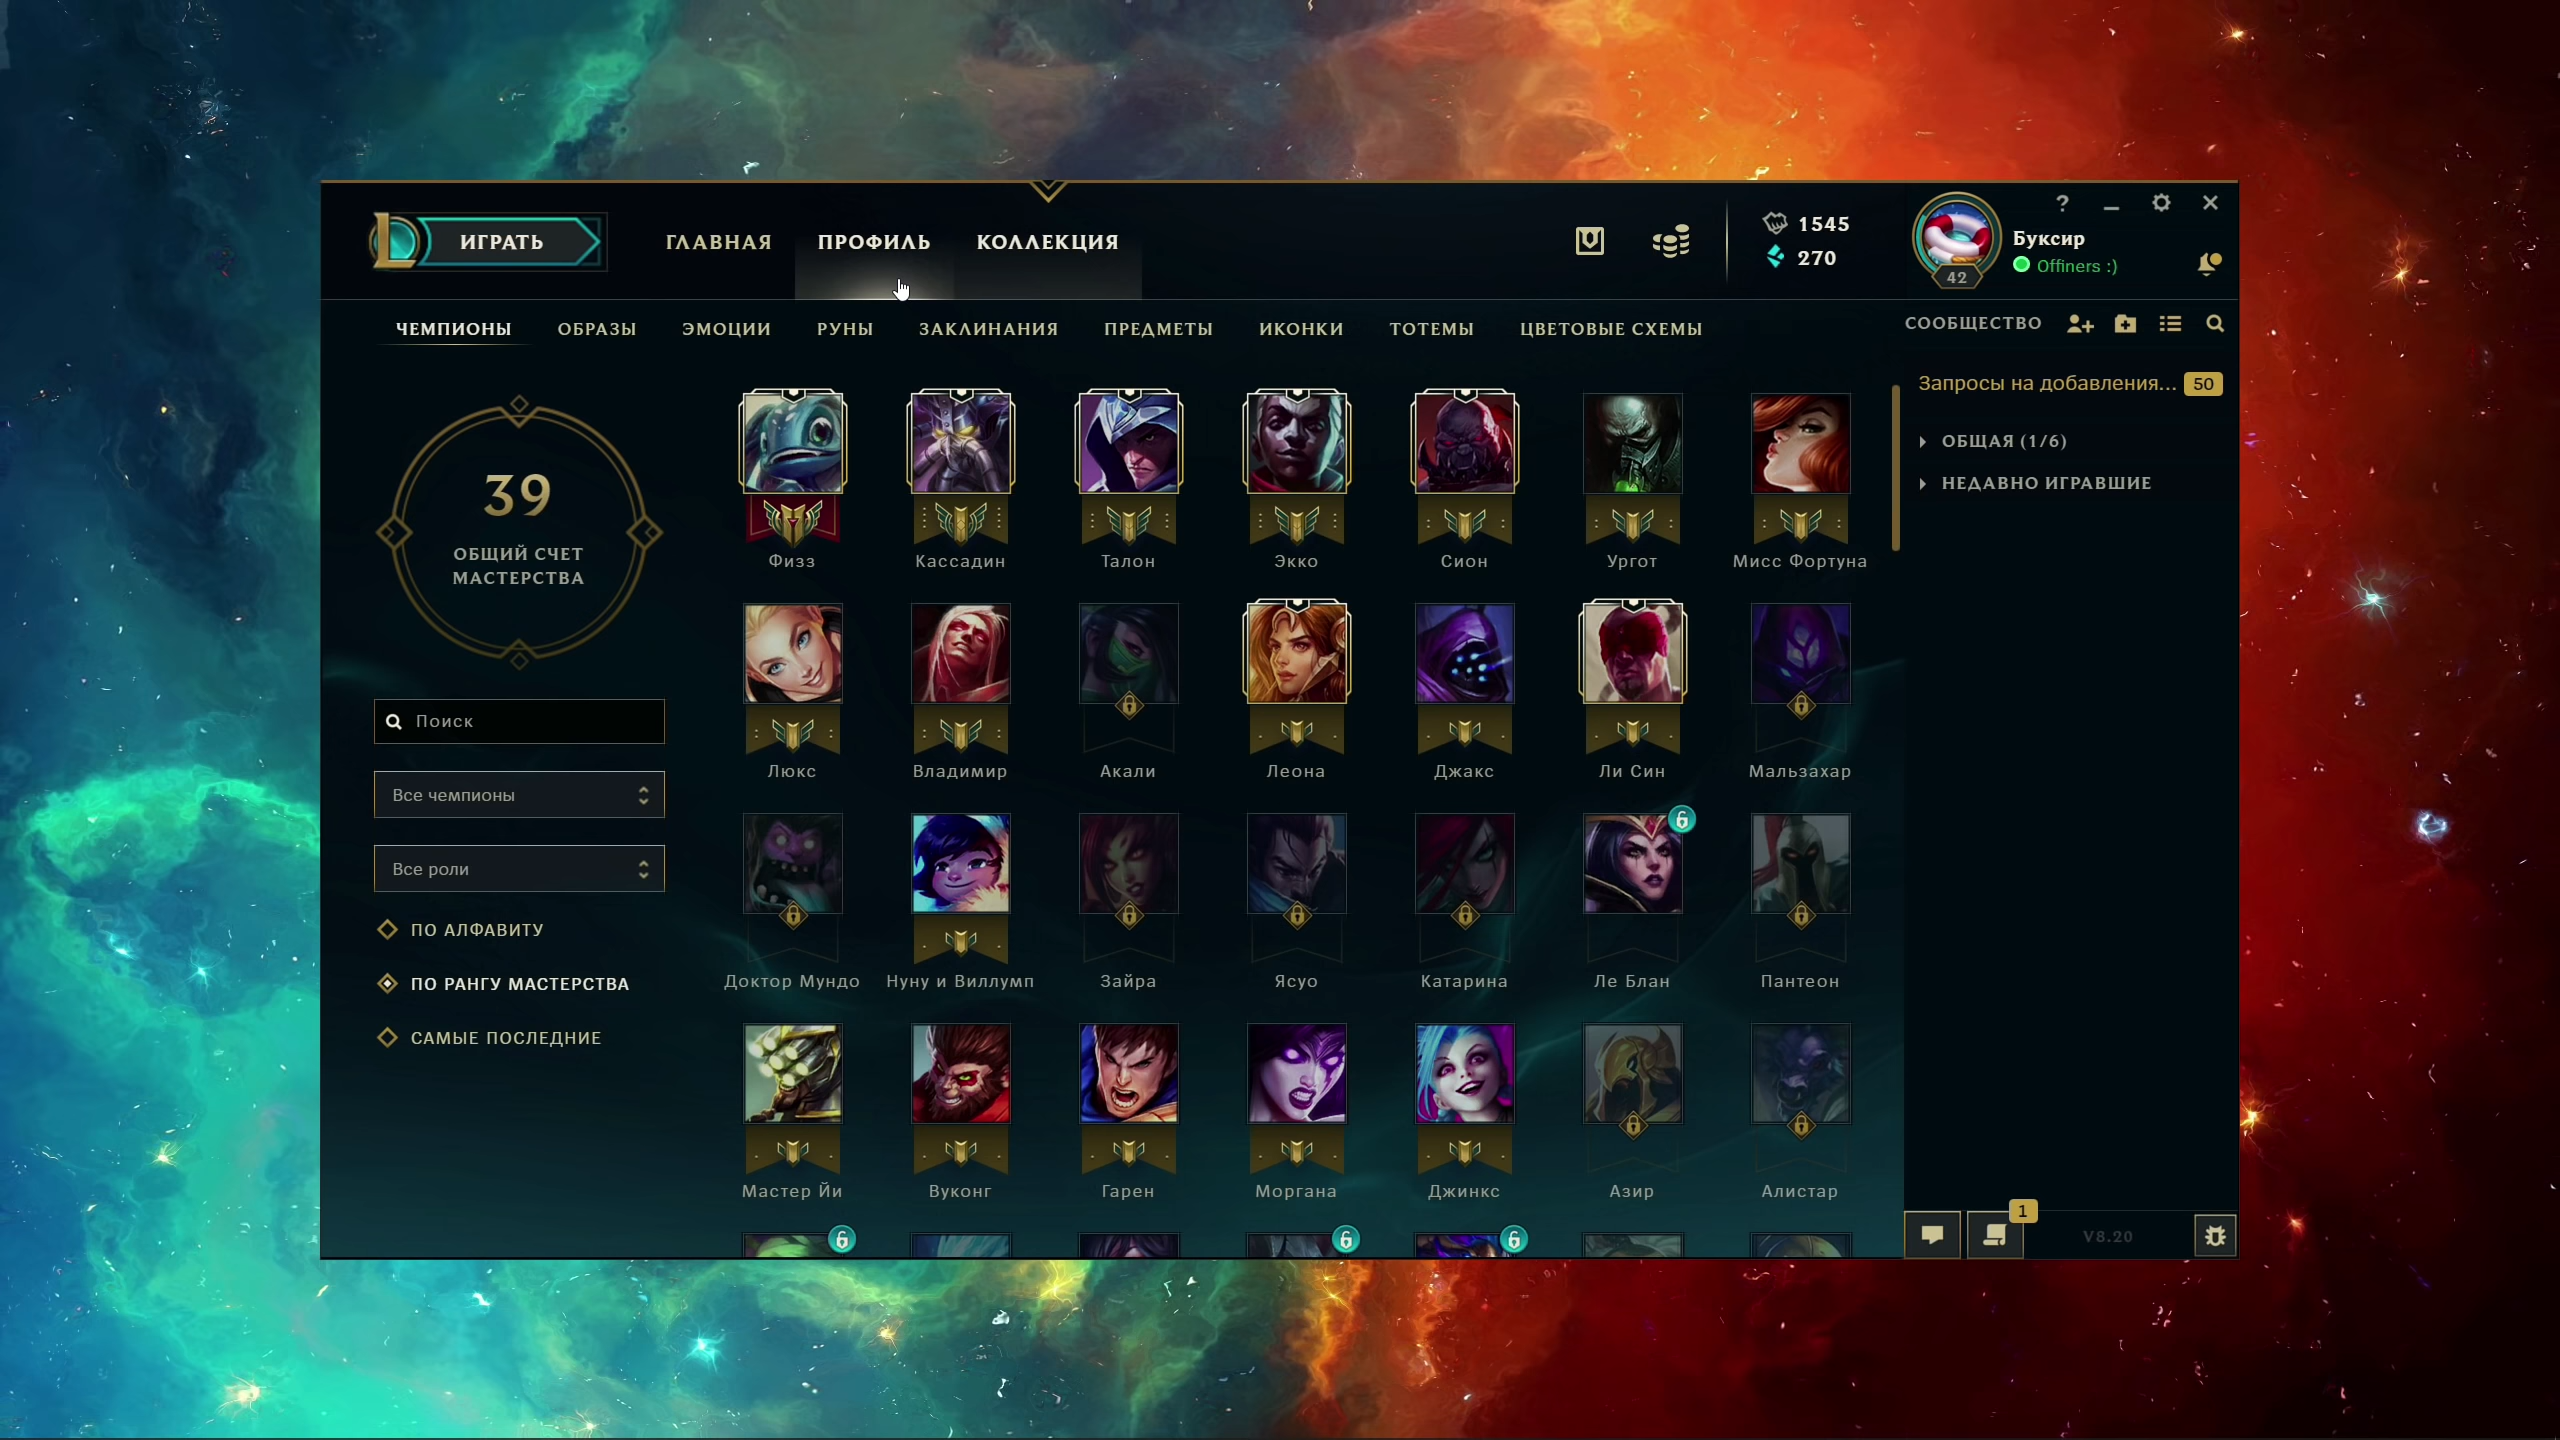 ИГРАТЬ
ГЛАВНАЯ
ПРОФИЛЬ
КОЛЛЕКЦИЯ
1545
270
?
42
Буксир
Offiners :)
ЧЕМПИОНЫ
ОБРАЗЫ
ЭМОЦИИ
РУНЫ
ЗАКЛИНАНИЯ
ПРЕДМЕТЫ
ИКОНКИ
ТОТЕМЫ
ЦВЕТОВЫЕ СХЕМЫ
39
ОБЩИЙ СЧЕТ
МАСТЕРСТВА
Поиск
Все чемпионы
Все роли
ПО АЛФАВИТУ
ПО РАНГУ МАСТЕРСТВА
САМЫЕ ПОСЛЕДНИЕ
Физз
Кассадин
Талон
Экко
Сион
Ургот
Мисс Фортуна
Люкс
Владимир
Акали
Леона
Джакс
Ли Син
Мальзахар
Доктор Мундо
Нуну и Виллумп
Зайра
Ясуо
Катарина
Ле Блан
Пантеон
Мастер Йи
Вуконг
Гарен
Моргана
Джинкс
Азир
Алистар
СООБЩЕСТВО
Запросы на добавления...
50
ОБЩАЯ (1/6)
НЕДАВНО ИГРАВШИЕ
1
V8.20